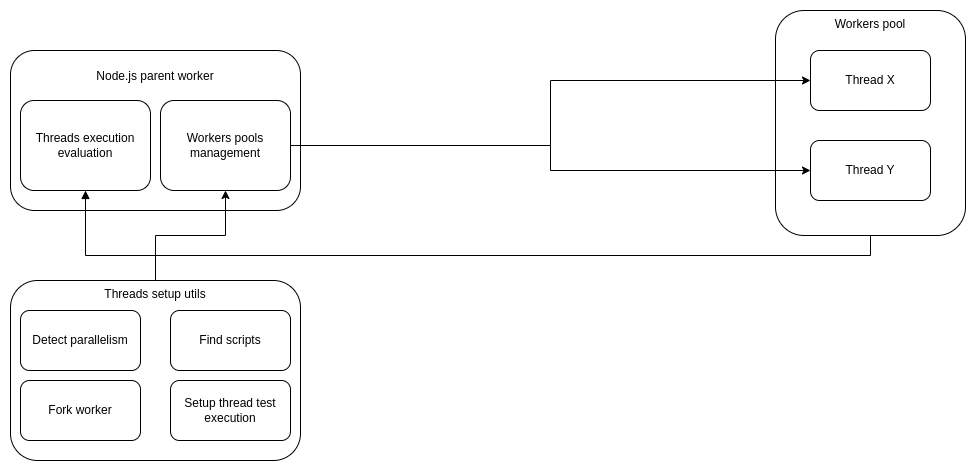 Workers pool
Node.js parent worker
Thread X
Threads execution
evaluation
Workers pools
management
Thread Y
Threads setup utils
Detect parallelism
Find scripts
Fork worker
Setup thread test
execution